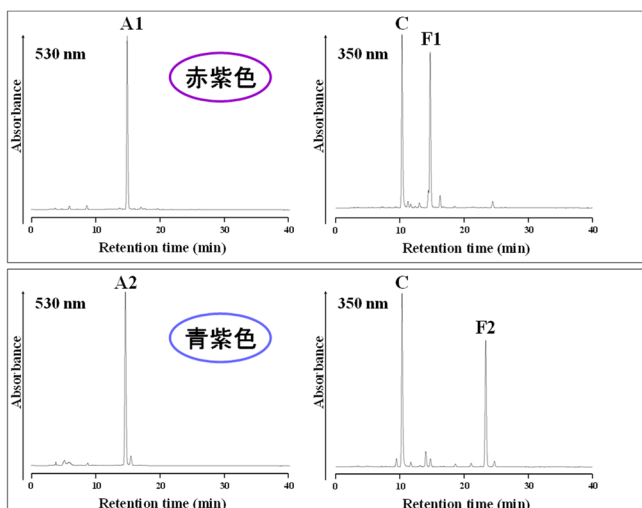 A1
530 nm
赤紫色
Absorbance
0 10 20 30 40
Retention time (min)
C F1
350 nm
Absorbance
0 10 20 30 40
Retention time (min)
A2
530 nm
青紫色
Absorbance
0 10 20 30 40
Retention time (min)
C
350 nm
F2
Absorbance
0 10 20 30 40
Retention time (min)